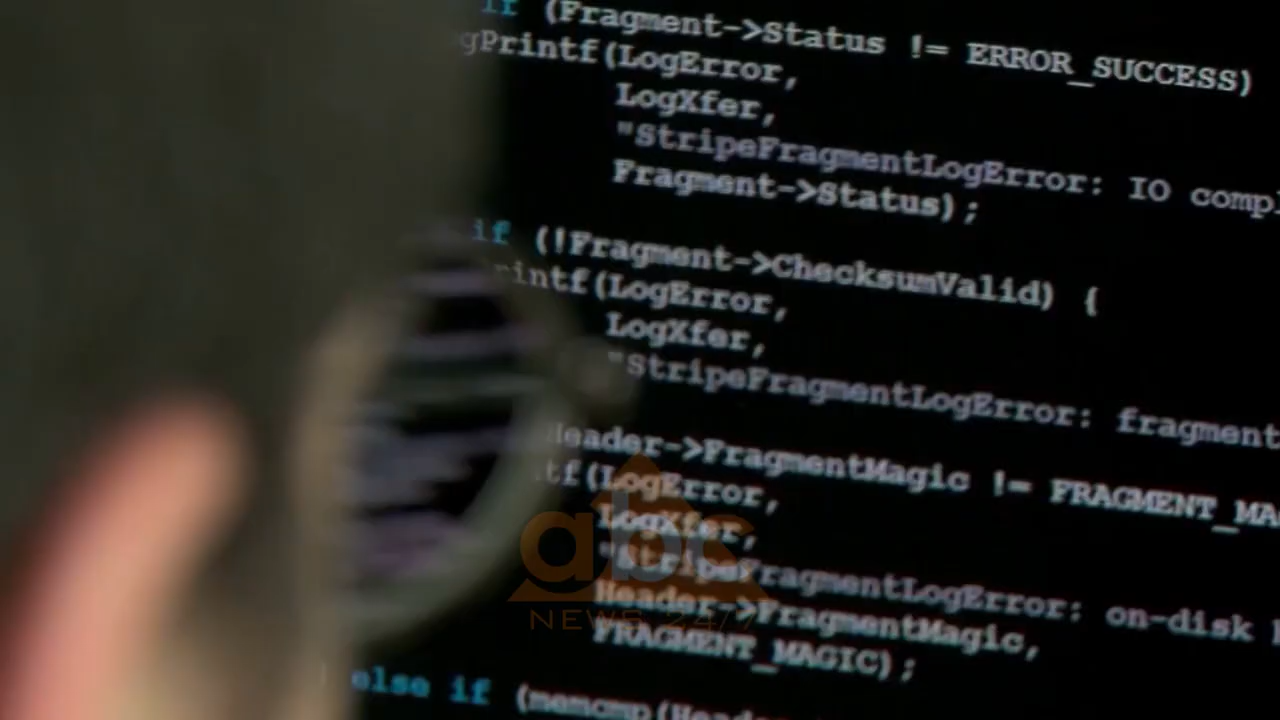 if (Fragment->Status != ERROR_SUCCESS)
gPrintf(LogError,
LogXfer,
"StripeFragmentLogError: IO compl
Fragment->Status);
if (!Fragment->ChecksumValid) {
rintf(LogError,
LogXfer,
"StripeFragmentLogError: fragment
Header->FragmentMagic != FRAGMENT_MA
tf(LogError,
LogXfer,
"StripeFragmentLogError: on-disk
Header->FragmentMagic,
FRAGMENT_MAGIC);
else if (memcmp(Header
abc
NEWS 24/7